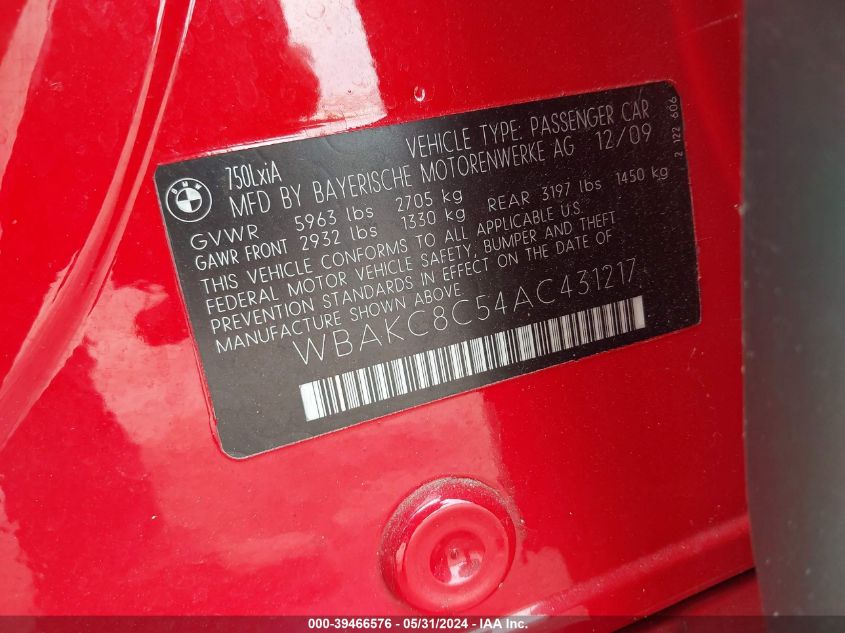 BMW
750LxiA
VEHICLE TYPE: PASSENGER CAR
MFD BY BAYERISCHE MOTORENWERKE AG 12/09
GVWR 5963 lbs 2705 kg
GAWR FRONT 2932 lbs 1330 kg REAR 3197 lbs 1450 kg
THIS VEHICLE CONFORMS TO ALL APPLICABLE U.S.
FEDERAL MOTOR VEHICLE SAFETY, BUMPER AND THEFT
PREVENTION STANDARDS IN EFFECT ON THE DATE OF
MANUFACTURE SHOWN ABOVE
WBAKC8C54AC431217
2 122 606
000-39466576 / 05/31/2024 - IAA Inc.